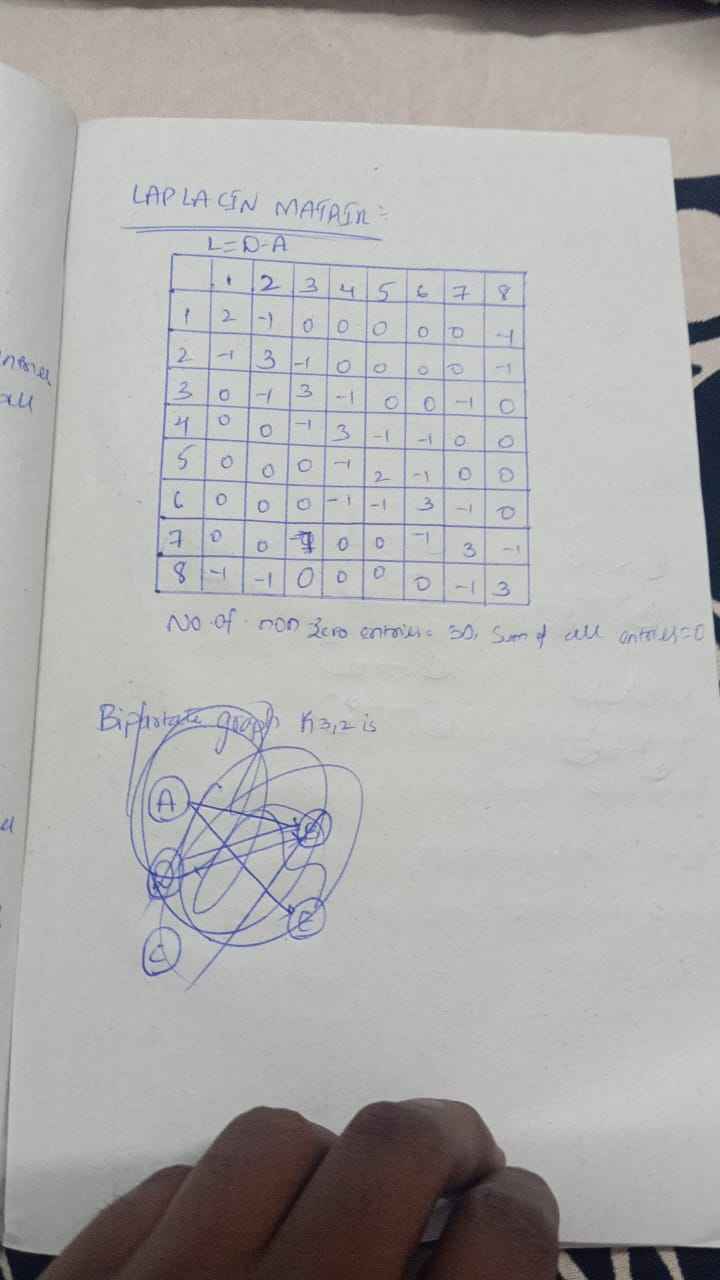 LAPLACIN MATRIX:-
L=D-A
1 2 3 4 5 6 7 8
1 2 -1 0 0 0 0 0 -1
2 -1 3 -1 0 0 0 0 -1
3 0 -1 3 -1 0 0 -1 0
4 0 0 -1 3 -1 -1 0 0
5 0 0 0 -1 2 -1 0 0
6 0 0 0 -1 -1 3 -1 0
7 0 0 -1 0 0 -1 3 -1
8 -1 -1 0 0 0 0 -1 3
No of non zero entries = 30, Sum of all entries=0
Bipartate graph K3,2 is
A
E
C
all